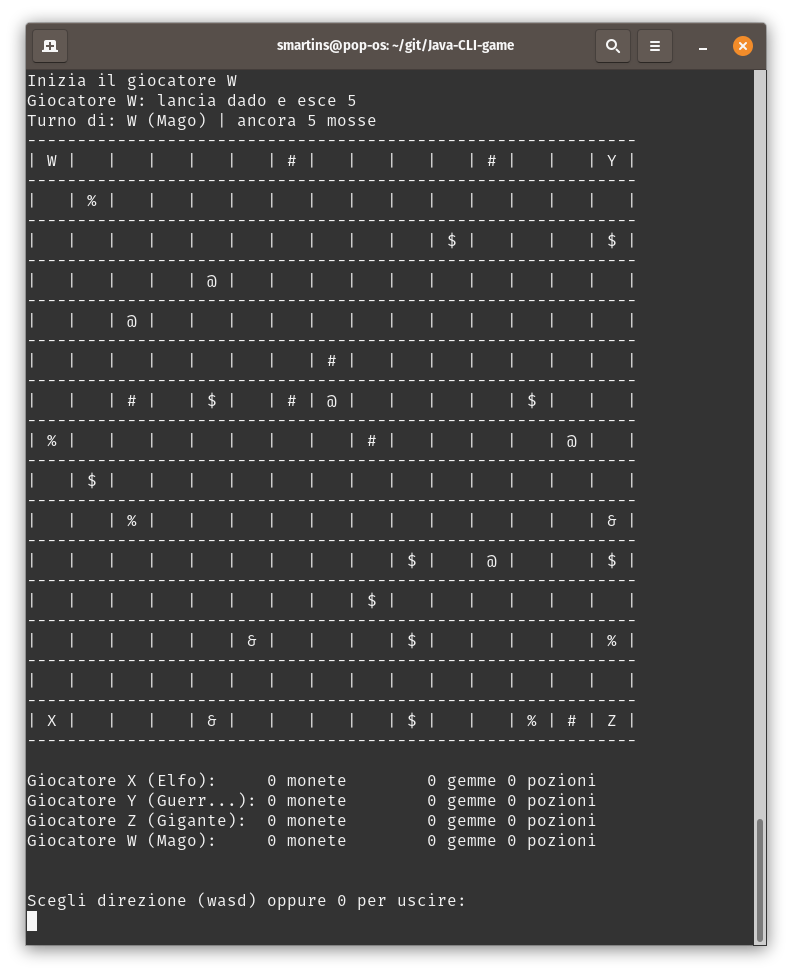 smartins@pop-os: ~/git/Java-CLI-game
Inizia il giocatore W
Giocatore W: lancia dado e esce 5
Turno di: W (Mago) | ancora 5 mosse
-------------------------------------------------------------
| W |   |   |   |   |   | # |   |   |   |   | # |   |   | Y |
-------------------------------------------------------------
|   | % |   |   |   |   |   |   |   |   |   |   |   |   |   |
-------------------------------------------------------------
|   |   |   |   |   |   |   |   |   |   | $ |   |   |   | $ |
-------------------------------------------------------------
|   |   |   |   | @ |   |   |   |   |   |   |   |   |   |   |
-------------------------------------------------------------
|   |   | @ |   |   |   |   |   |   |   |   |   |   |   |   |
-------------------------------------------------------------
|   |   |   |   |   |   |   | # |   |   |   |   |   |   |   |
-------------------------------------------------------------
|   |   | # |   | $ |   | # | @ |   |   |   |   | $ |   |   |
-------------------------------------------------------------
| % |   |   |   |   |   |   |   | # |   |   |   |   | @ |   |
-------------------------------------------------------------
|   | $ |   |   |   |   |   |   |   |   |   |   |   |   |   |
-------------------------------------------------------------
|   |   | % |   |   |   |   |   |   |   |   |   |   |   | & |
-------------------------------------------------------------
|   |   |   |   |   |   |   |   |   | $ |   | @ |   |   | $ |
-------------------------------------------------------------
|   |   |   |   |   |   |   |   | $ |   |   |   |   |   |   |
-------------------------------------------------------------
|   |   |   |   |   | & |   |   |   | $ |   |   |   |   | % |
-------------------------------------------------------------
|   |   |   |   |   |   |   |   |   |   |   |   |   |   |   |
-------------------------------------------------------------
| X |   |   |   | & |   |   |   |   | $ |   |   | % | # | Z |
-------------------------------------------------------------
Giocatore X (Elfo):     0 monete        0 gemme 0 pozioni
Giocatore Y (Guerr...): 0 monete        0 gemme 0 pozioni
Giocatore Z (Gigante):  0 monete        0 gemme 0 pozioni
Giocatore W (Mago):     0 monete        0 gemme 0 pozioni
Scegli direzione (wasd) oppure 0 per uscire: